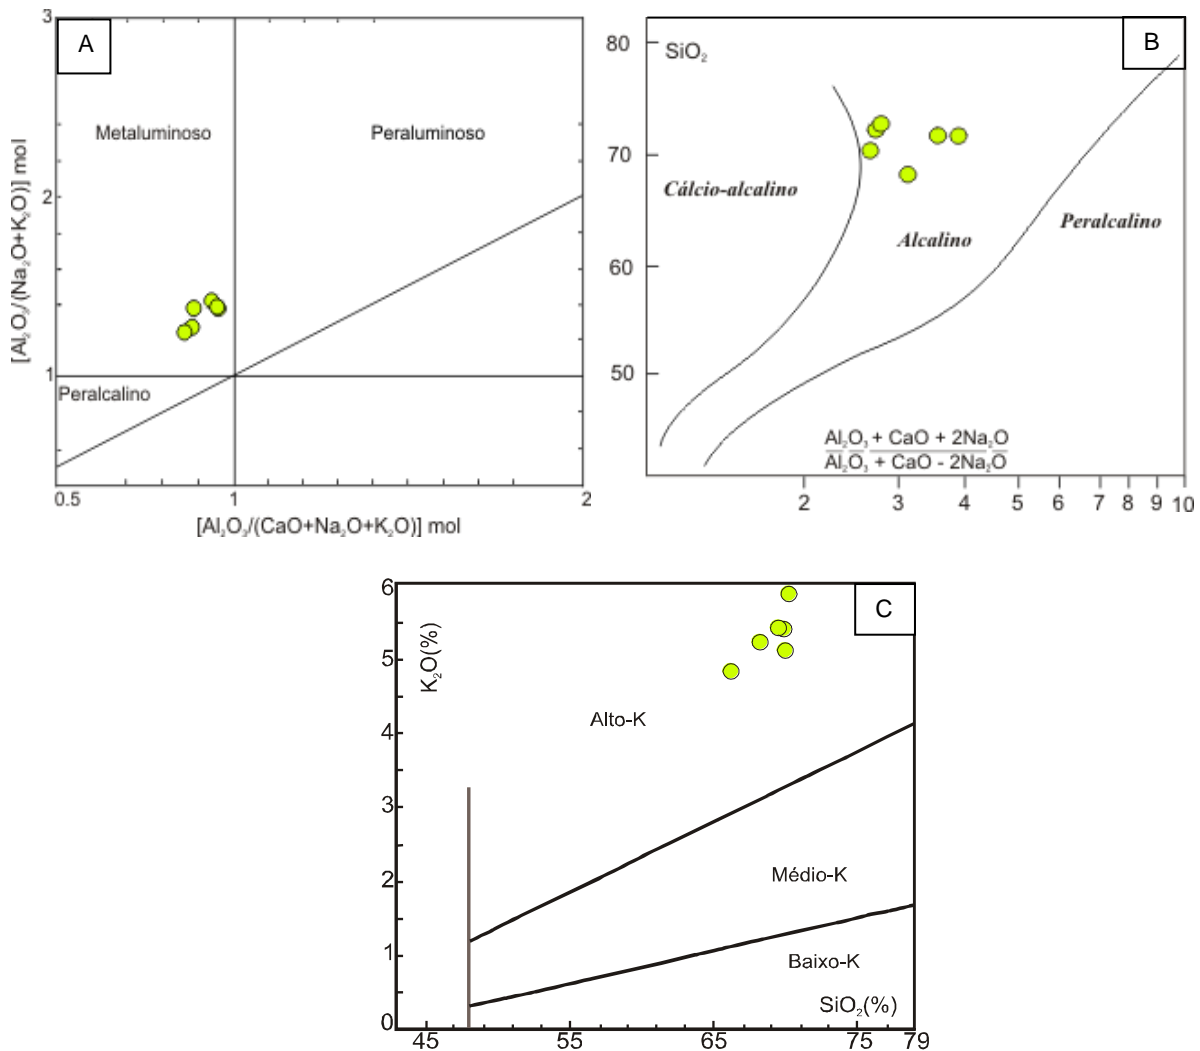 A
3
2
1
0.5
1
2
[Al₂O₃/(Na₂O+K₂O)] mol
Metaluminoso
Peraluminoso
Peralcalino
[Al₂O₃/(CaO+Na₂O+K₂O)] mol
B
SiO₂
80
70
60
50
Cálcio-alcalino
Alcalino
Peralcalino
Al₂O₃ + CaO + 2Na₂O
Al₂O₃ + CaO - 2Na₂O
2 3 4 5 6 7 8 9 10
C
6
5
4
3
2
1
0
K₂O(%)
Alto-K
Médio-K
Baixo-K
SiO₂(%)
45 55 65 75 79